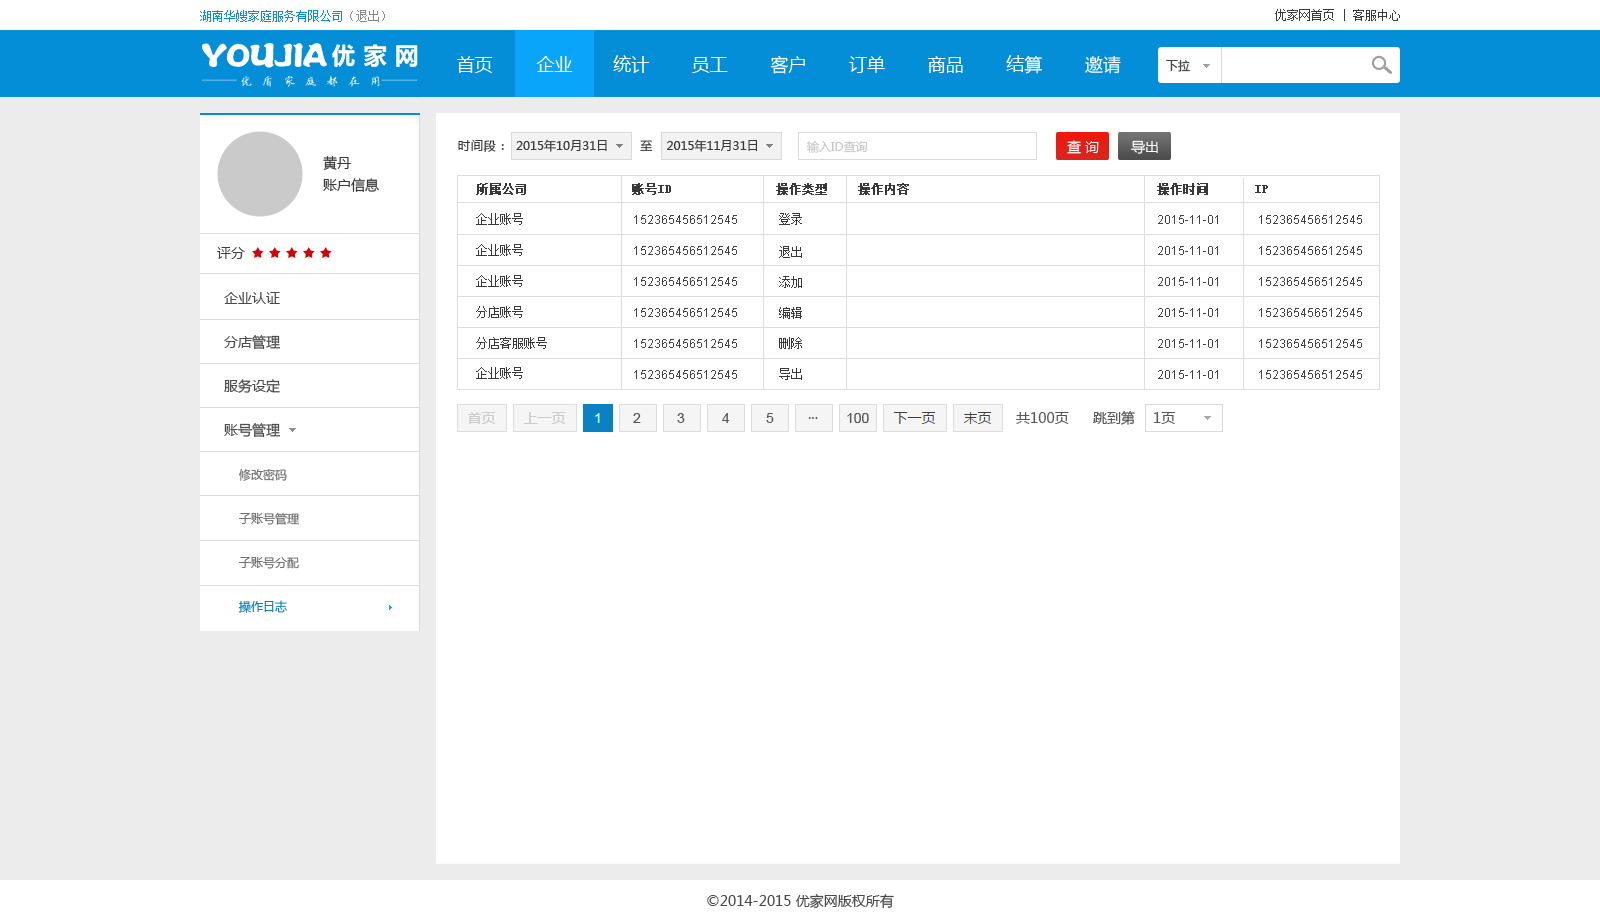 湖南华嫂家庭服务有限公司（退出）
优家网首页 | 客服中心
YOUJIA优家网
优盾家庭都在用
首页 企业 统计 员工 客户 订单 商品 结算 邀请
下拉
黄丹
账户信息
评分
企业认证
分店管理
服务设定
账号管理
修改密码
子账号管理
子账号分配
操作日志
时间段： 2015年10月31日 至 2015年11月31日 输入ID查询 查 询 导出
所属公司 账号ID 操作类型 操作内容 操作时间 IP
企业账号 152365456512545 登录 2015-11-01 152365456512545
企业账号 152365456512545 退出 2015-11-01 152365456512545
企业账号 152365456512545 添加 2015-11-01 152365456512545
分店账号 152365456512545 编辑 2015-11-01 152365456512545
分店客服账号 152365456512545 删除 2015-11-01 152365456512545
企业账号 152365456512545 导出 2015-11-01 152365456512545
首页 上一页 1 2 3 4 5 ... 100 下一页 末页 共100页 跳到第 1页
©2014-2015 优家网版权所有